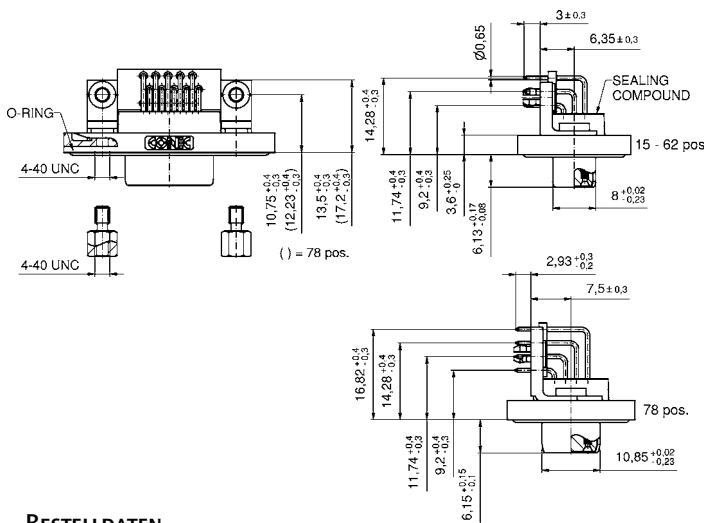 O-RING
4-40 UNC
4-40 UNC
CONEC
10,75 +0,4 -0,3
(12,23 +0,4 -0,3)
13,5 +0,4 -0,3
(17,2 +0,4 -0,3)
( ) = 78 pos.
Ø0,65
3±0,3
6,35±0,3
SEALING
COMPOUND
15 - 62 pos
14,28 +0,4 -0,3
11,74 +0,4 -0,3
9,2 +0,4 -0,3
3,6 +0,25 -0
6,13 +0,17 -0,08
8 +0,02 -0,23
2,93 +0,3 -0,2
7,5±0,3
16,82 +0,4 -0,3
14,28 +0,4 -0,3
11,74 +0,4 -0,3
9,2 +0,4 -0,3
6,15 +0,15 -0,1
78 pos.
10,85 +0,02 -0,23
BESTELLDATEN